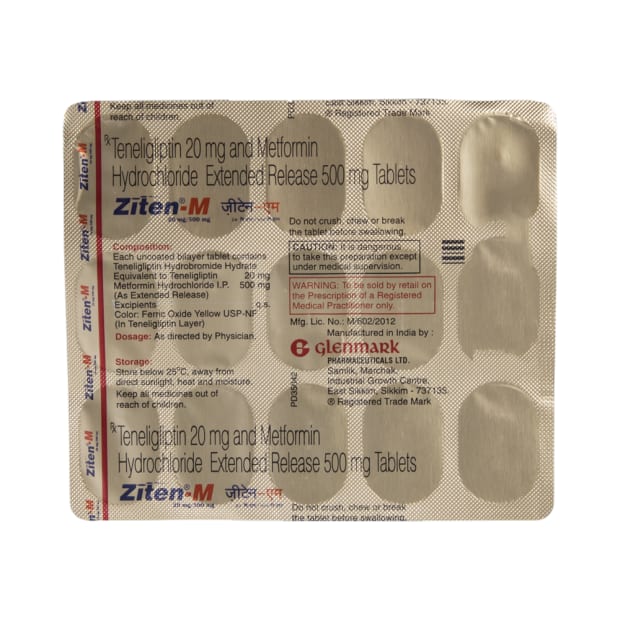 Keep all medicines out of
reach of children.
East Sikkim, Sikkim - 737135.
® Registered Trade Mark
Rx Teneligliptin 20 mg and Metformin
Hydrochloride Extended Release 500 mg Tablets
Ziten®-M जीटेन-एम
20 mg/500 mg
Do not crush, chew or break
the tablet before swallowing.
Composition:
Each uncoated bilayer tablet contains
Teneligliptin Hydrobromide Hydrate
Equivalent to Teneligliptin 20 mg
Metformin Hydrochloride I.P. 500 mg
(As Extended Release)
Excipients q.s.
Color: Ferric Oxide Yellow USP-NF
(In Teneligliptin Layer)
Dosage: As directed by Physician.
Storage:
Store below 25°C, away from
direct sunlight, heat and moisture.
Keep all medicines out of
reach of children.
CAUTION: It is dangerous
to take this preparation except
under medical supervision.
WARNING: To be sold by retail on
the Prescription of a Registered
Medical Practitioner only.
Mfg. Lic. No.: M/602/2012
Manufactured in India by :
glenmark
PHARMACEUTICALS LTD.
Samlik, Marchak,
Industrial Growth Centre,
East Sikkim, Sikkim - 737135.
® Registered Trade Mark
PD35042
Rx Teneligliptin 20 mg and Metformin
Hydrochloride Extended Release 500 mg Tablets
Ziten®-M जीटेन-एम
20 mg/500 mg
Do not crush, chew or break
the tablet before swallowing.
Ziten®-M
Ziten®-M
Ziten®-M
Ziten®-M
Ziten®-M